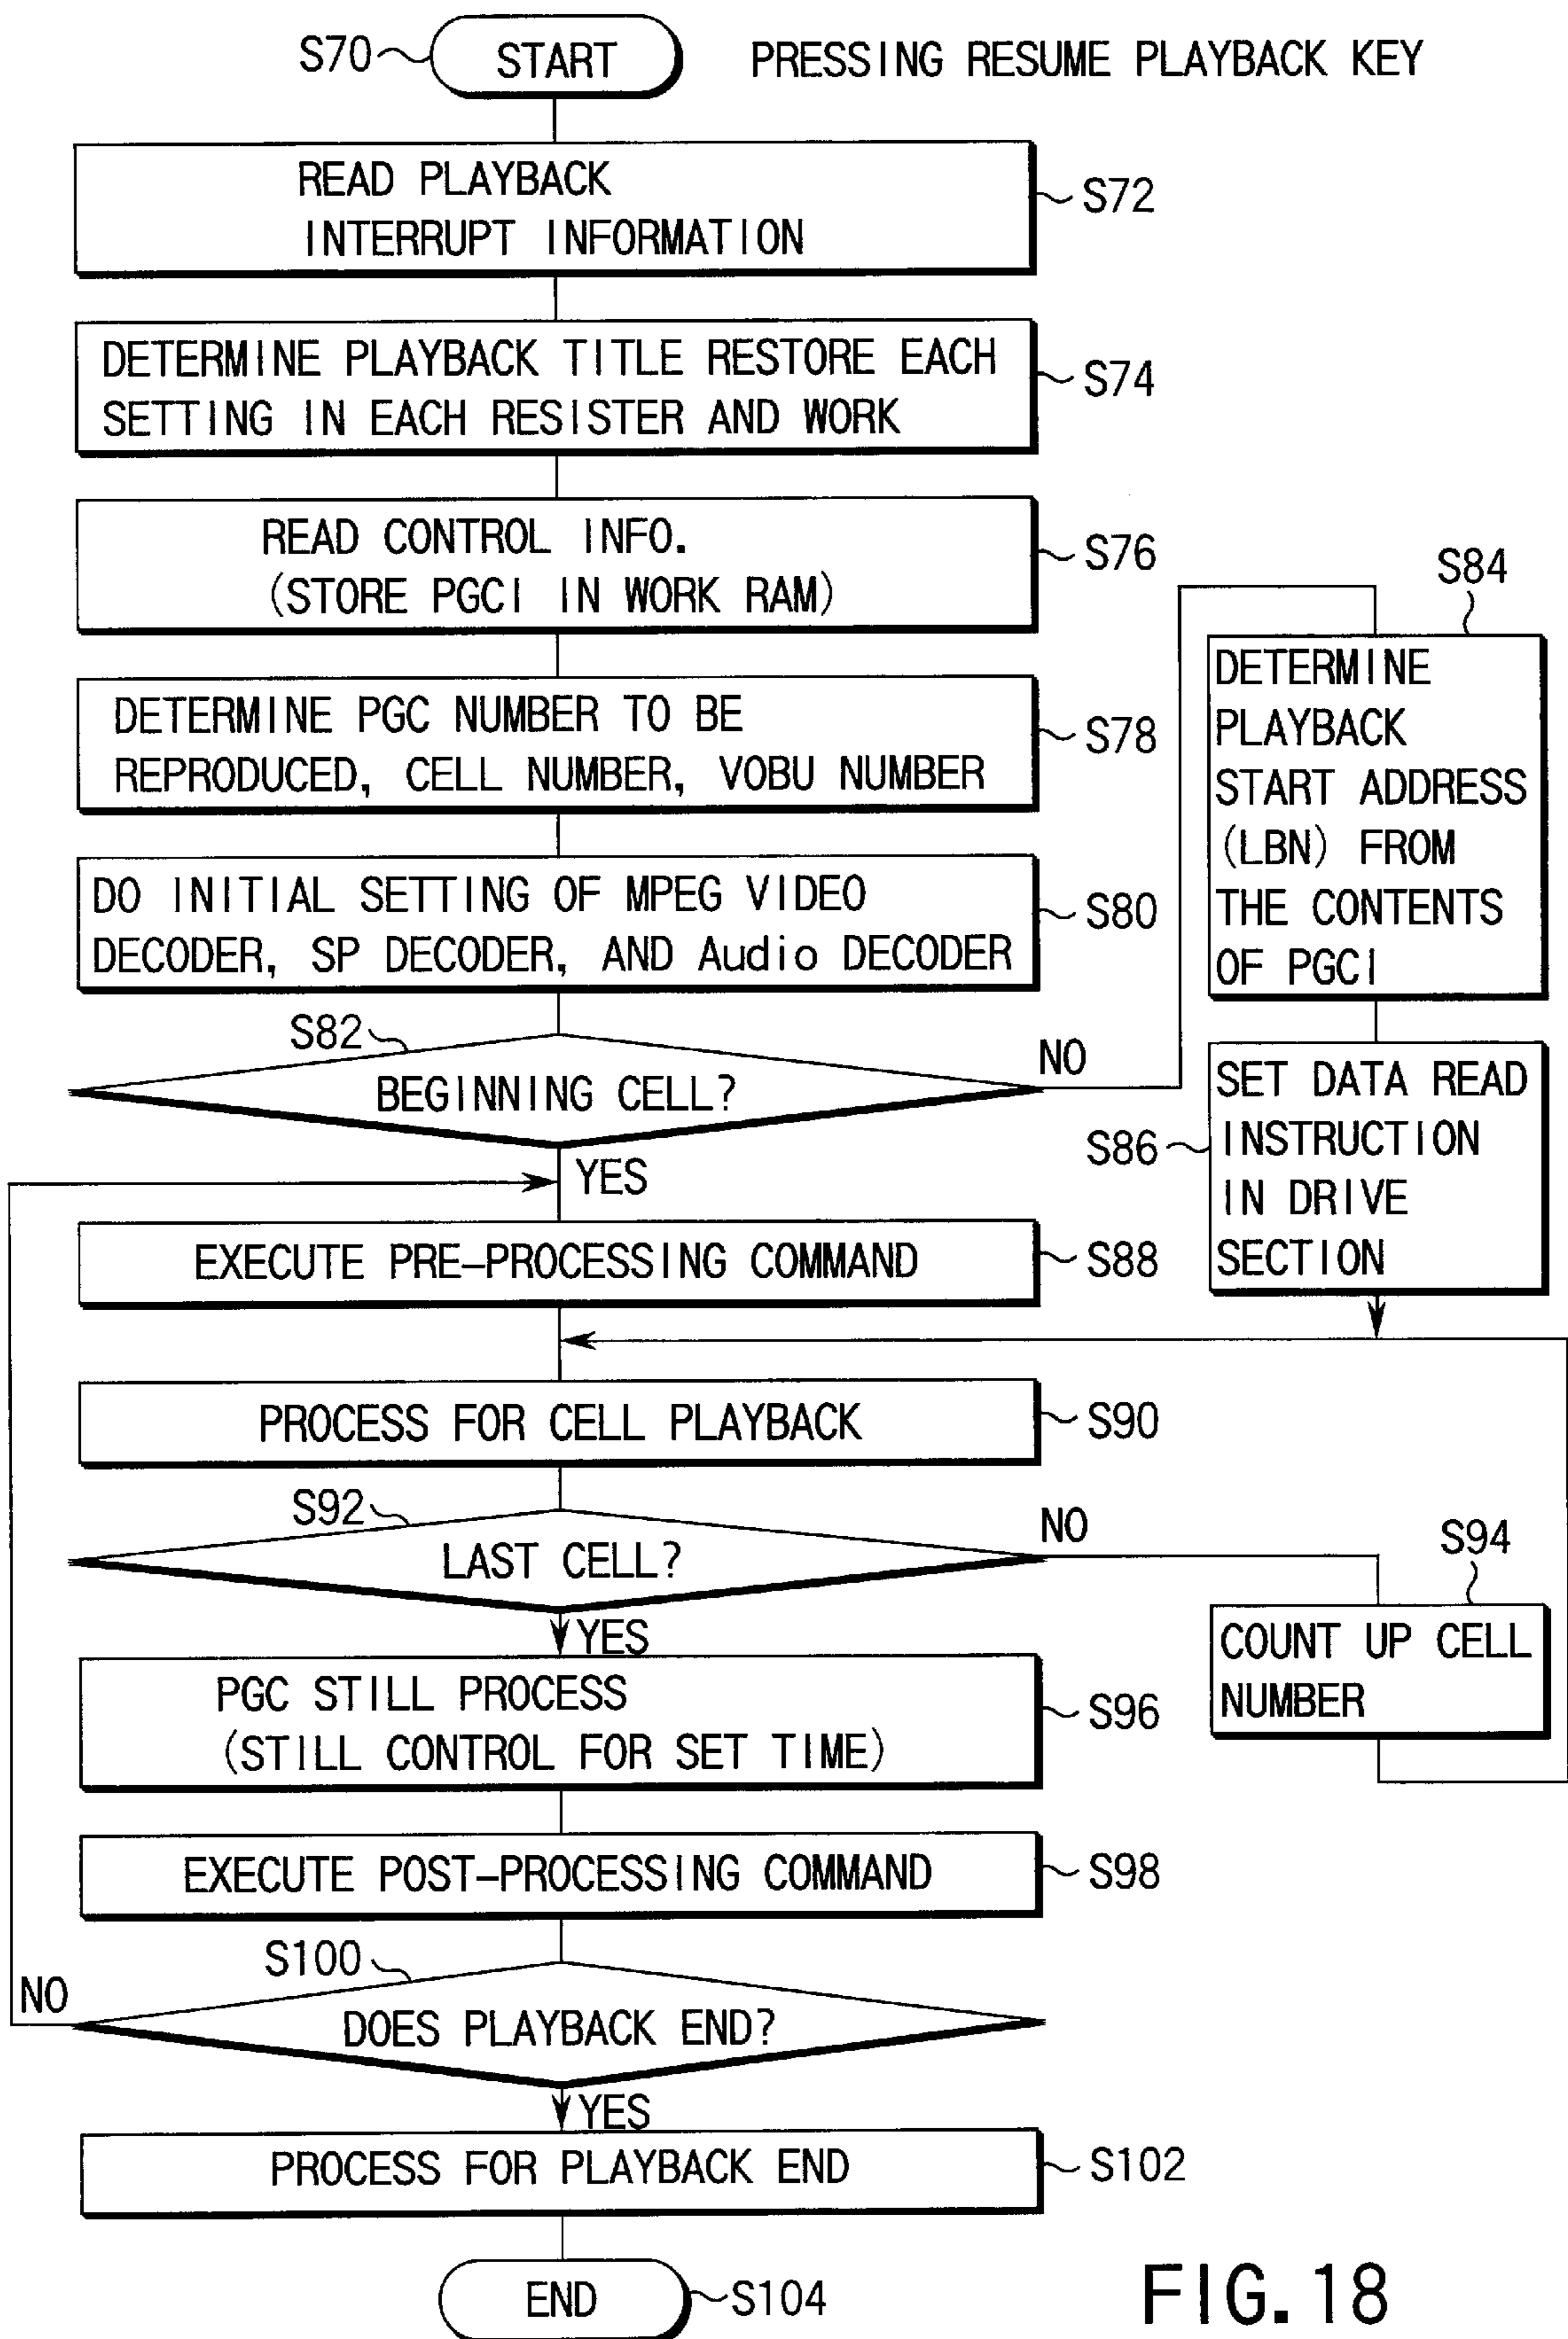 S70
START
PRESSING RESUME PLAYBACK KEY
READ PLAYBACK
INTERRUPT INFORMATION
S72
DETERMINE PLAYBACK TITLE RESTORE EACH
SETTING IN EACH RESISTER AND WORK
S74
READ CONTROL INFO.
(STORE PGCI IN WORK RAM)
S76
DETERMINE PGC NUMBER TO BE
REPRODUCED, CELL NUMBER, VOBU NUMBER
S78
DO INITIAL SETTING OF MPEG VIDEO
DECODER, SP DECODER, AND Audio DECODER
S80
S82
BEGINNING CELL?
NO
YES
S84
DETERMINE
PLAYBACK
START ADDRESS
(LBN) FROM
THE CONTENTS
OF PGCI
S86
SET DATA READ
INSTRUCTION
IN DRIVE
SECTION
EXECUTE PRE-PROCESSING COMMAND
S88
PROCESS FOR CELL PLAYBACK
S90
S92
LAST CELL?
NO
YES
S94
COUNT UP CELL
NUMBER
PGC STILL PROCESS
(STILL CONTROL FOR SET TIME)
S96
EXECUTE POST-PROCESSING COMMAND
S98
S100
NO
DOES PLAYBACK END?
YES
PROCESS FOR PLAYBACK END
S102
END
S104
FIG. 18